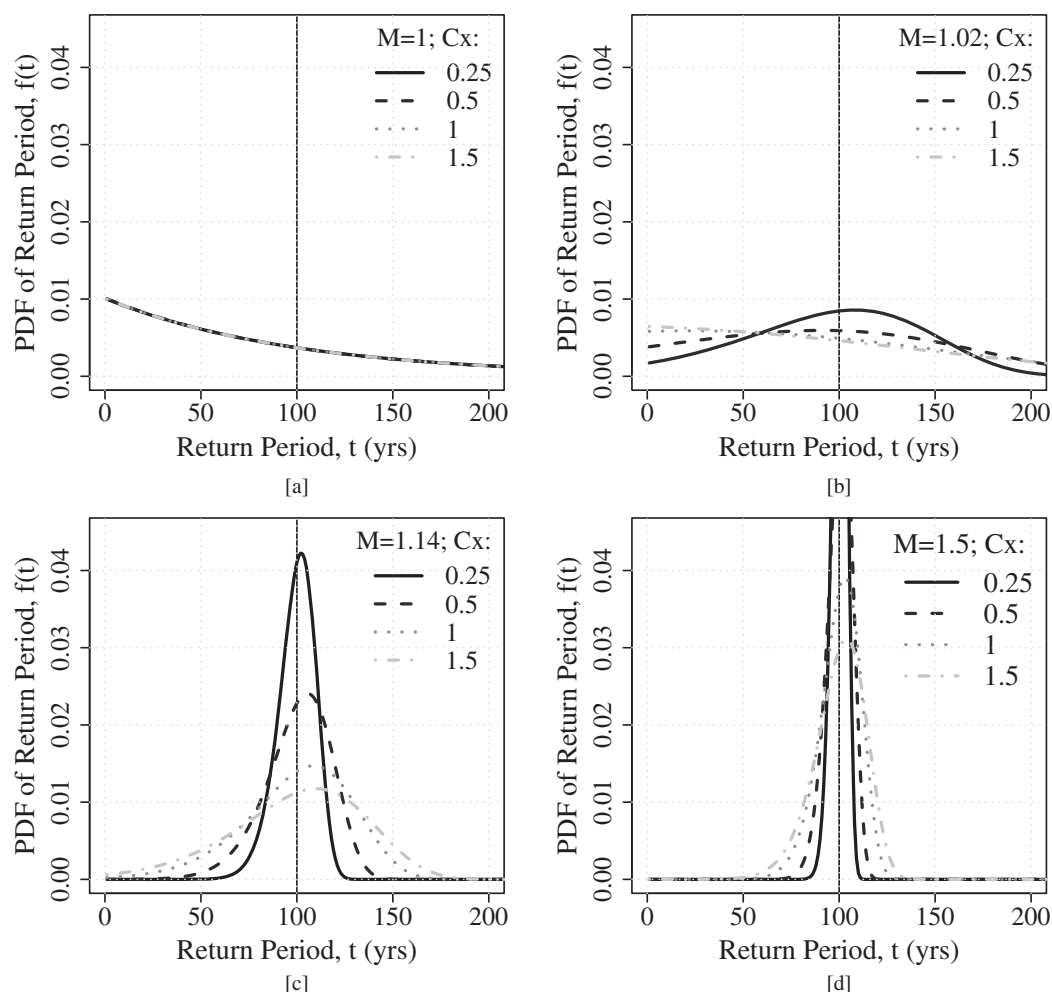 M=1; Cx:
0.25
0.5
1
1.5
PDF of Return Period, f(t)
0.04
0.03
0.02
0.01
0.00
0 50 100 150 200
Return Period, t (yrs)
[a]
M=1.02; Cx:
0.25
0.5
1
1.5
PDF of Return Period, f(t)
0.04
0.03
0.02
0.01
0.00
0 50 100 150 200
Return Period, t (yrs)
[b]
M=1.14; Cx:
0.25
0.5
1
1.5
PDF of Return Period, f(t)
0.04
0.03
0.02
0.01
0.00
0 50 100 150 200
Return Period, t (yrs)
[c]
M=1.5; Cx:
0.25
0.5
1
1.5
PDF of Return Period, f(t)
0.04
0.03
0.02
0.01
0.00
0 50 100 150 200
Return Period, t (yrs)
[d]